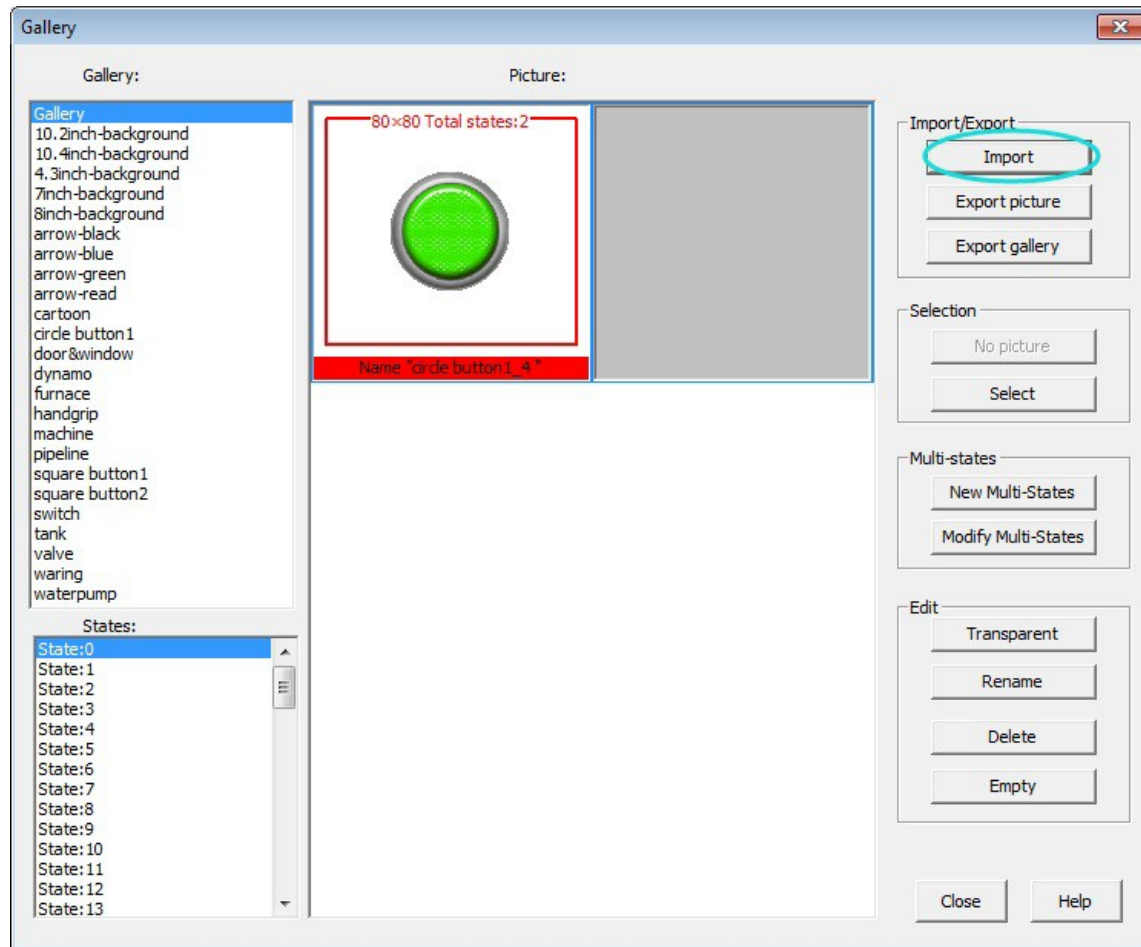 Gallery
Gallery:
Picture:
Gallery
10.2inch-background
10.4inch-background
4.3inch-background
7inch-background
8inch-background
arrow-black
arrow-blue
arrow-green
arrow-read
cartoon
circle button1
door&window
dynamo
furnace
handgrip
machine
pipeline
square button1
square button2
switch
tank
valve
waring
waterpump
States:
State:0
State:1
State:2
State:3
State:4
State:5
State:6
State:7
State:8
State:9
State:10
State:11
State:12
State:13
80×80 Total states:2
Name "circle button1_4 "
Import/Export
Import
Export picture
Export gallery
Selection
No picture
Select
Multi-states
New Multi-States
Modify Multi-States
Edit
Transparent
Rename
Delete
Empty
Close
Help